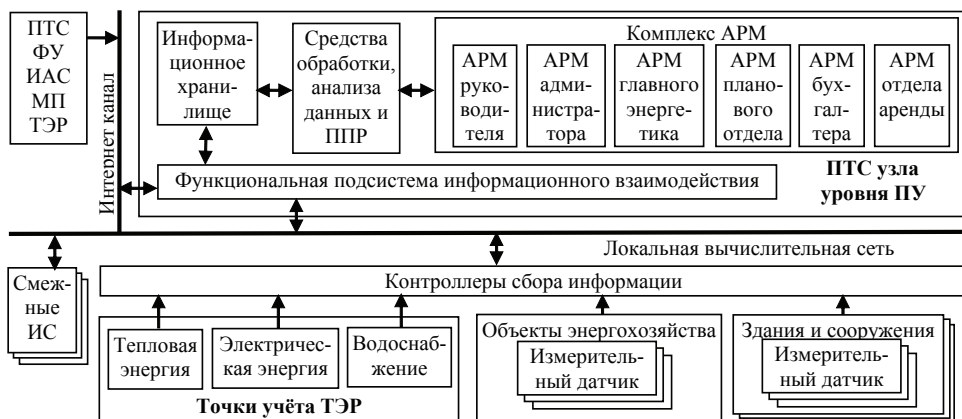 ПТС
ФУ
ИАС
МП
ТЭР
Интернет канал
Информа-
ционное
храни-
лище
Средства
обработки,
анализа
данных и
ППР
Комплекс АРМ
АРМ
руко-
водит-
теля
АРМ
адми-
нистра-
тора
АРМ
главного
энерге-
тика
АРМ
пла-
нового
отдела
АРМ
бух-
гал-
тера
АРМ
отдела
аренды
Функциональная подсистема информационного взаимодействия
ПТС узла
уровня ПУ
Локальная вычислительная сеть
Смеж-
ные
ИС
Контроллеры сбора информации
Тепловая
энергия
Электричес-
кая энергия
Водоснаб-
жение
Точки учёта ТЭР
Объекты энергохозяйства
Измеритель-
ный датчик
Здания и сооружения
Измеритель-
ный датчик